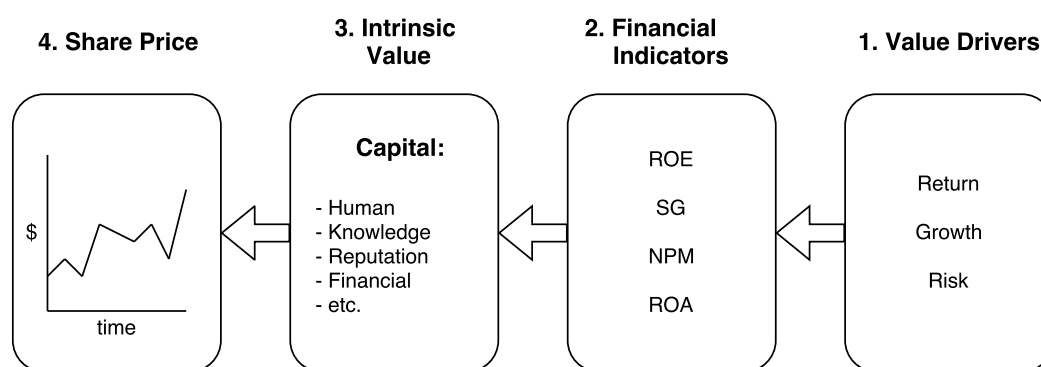 4. Share Price
3. Intrinsic
Value
2. Financial
Indicators
1. Value Drivers
$
time
Capital:
- Human
- Knowledge
- Reputation
- Financial
- etc.
ROE
SG
NPM
ROA
Return
Growth
Risk